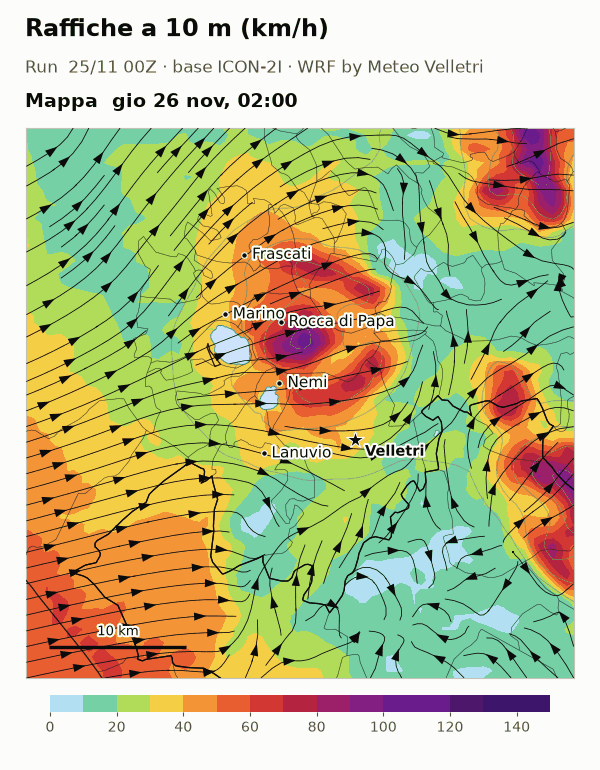 Raffiche a 10 m (km/h)
Run  25/11 00Z · base ICON-2I · WRF by Meteo Velletri
Mappa  gio 26 nov, 02:00
Frascati
Marino
Rocca di Papa
Nemi
Velletri
Lanuvio
10 km
0 20 40 60 80 100 120 140